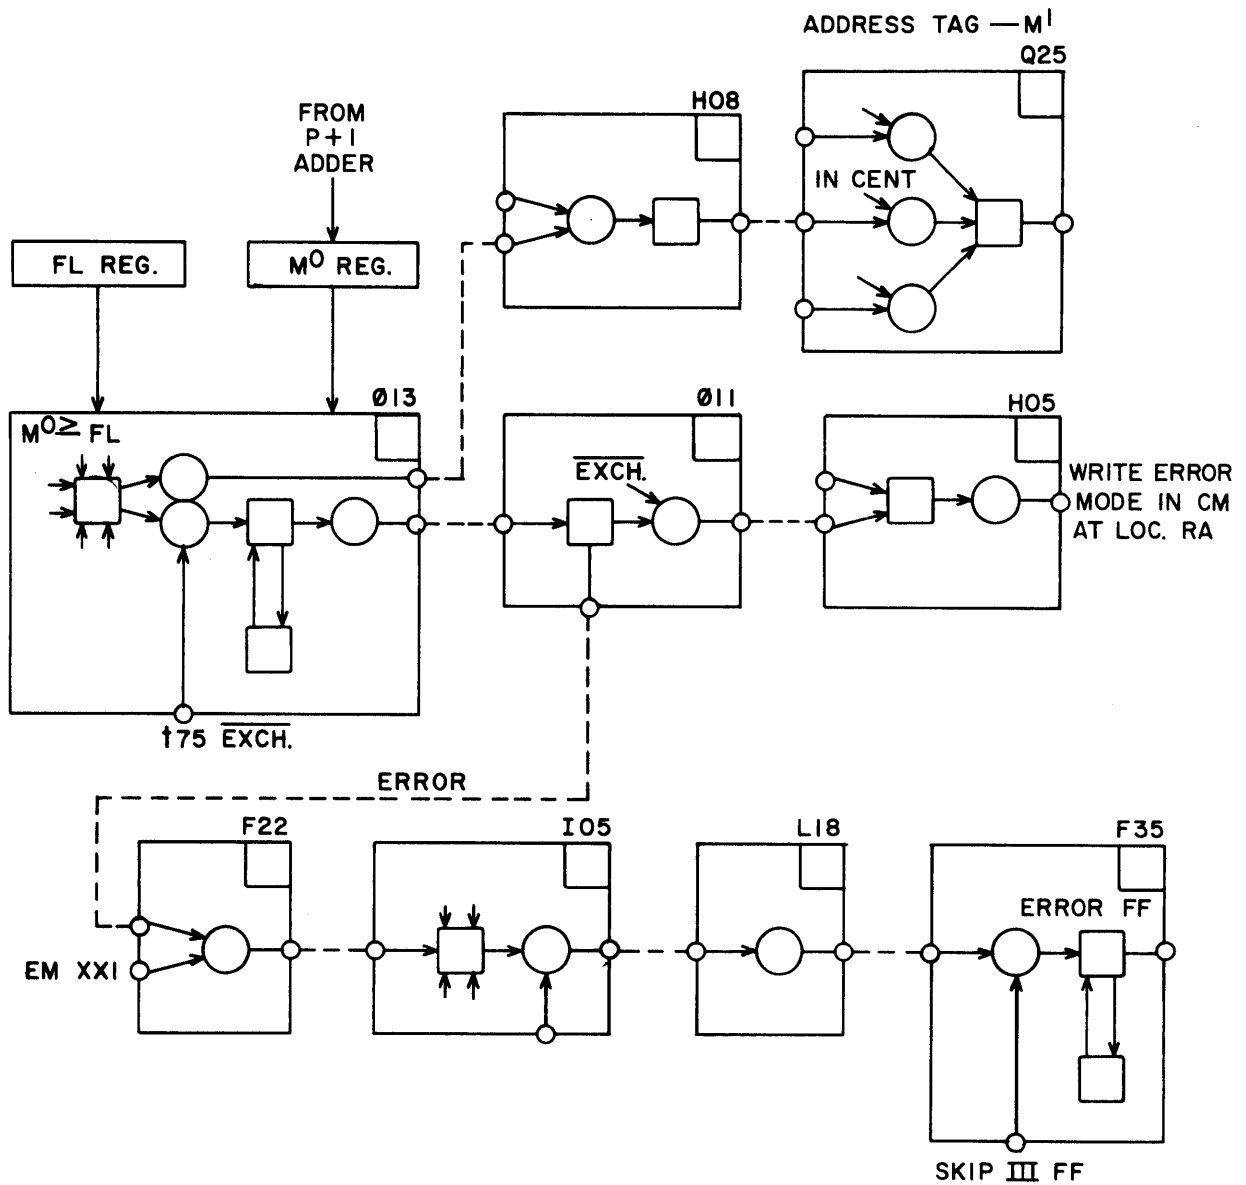 ADDRESS TAG — M¹
Q25
H08
FROM
P+1
ADDER
IN CENT
FL REG.
M⁰ REG.
Ø13
Ø11
H05
M⁰ ≥ FL
EXCH.
WRITE ERROR
MODE IN CM
AT LOC. RA
t75 EXCH.
ERROR
F22
I05
L18
F35
ERROR FF
EM XX1
SKIP III FF